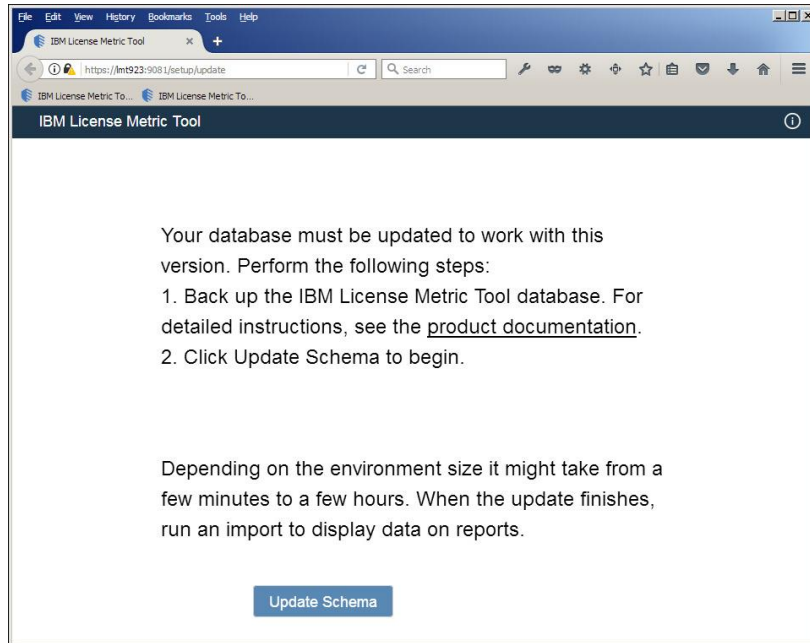 File Edit View History Bookmarks Tools Help
IBM License Metric Tool × +
https://lmt923:9081/setup/update Search
IBM License Metric To... IBM License Metric To...
IBM License Metric Tool
Your database must be updated to work with this
version. Perform the following steps:
1. Back up the IBM License Metric Tool database. For
detailed instructions, see the product documentation.
2. Click Update Schema to begin.
Depending on the environment size it might take from a
few minutes to a few hours. When the update finishes,
run an import to display data on reports.
Update Schema